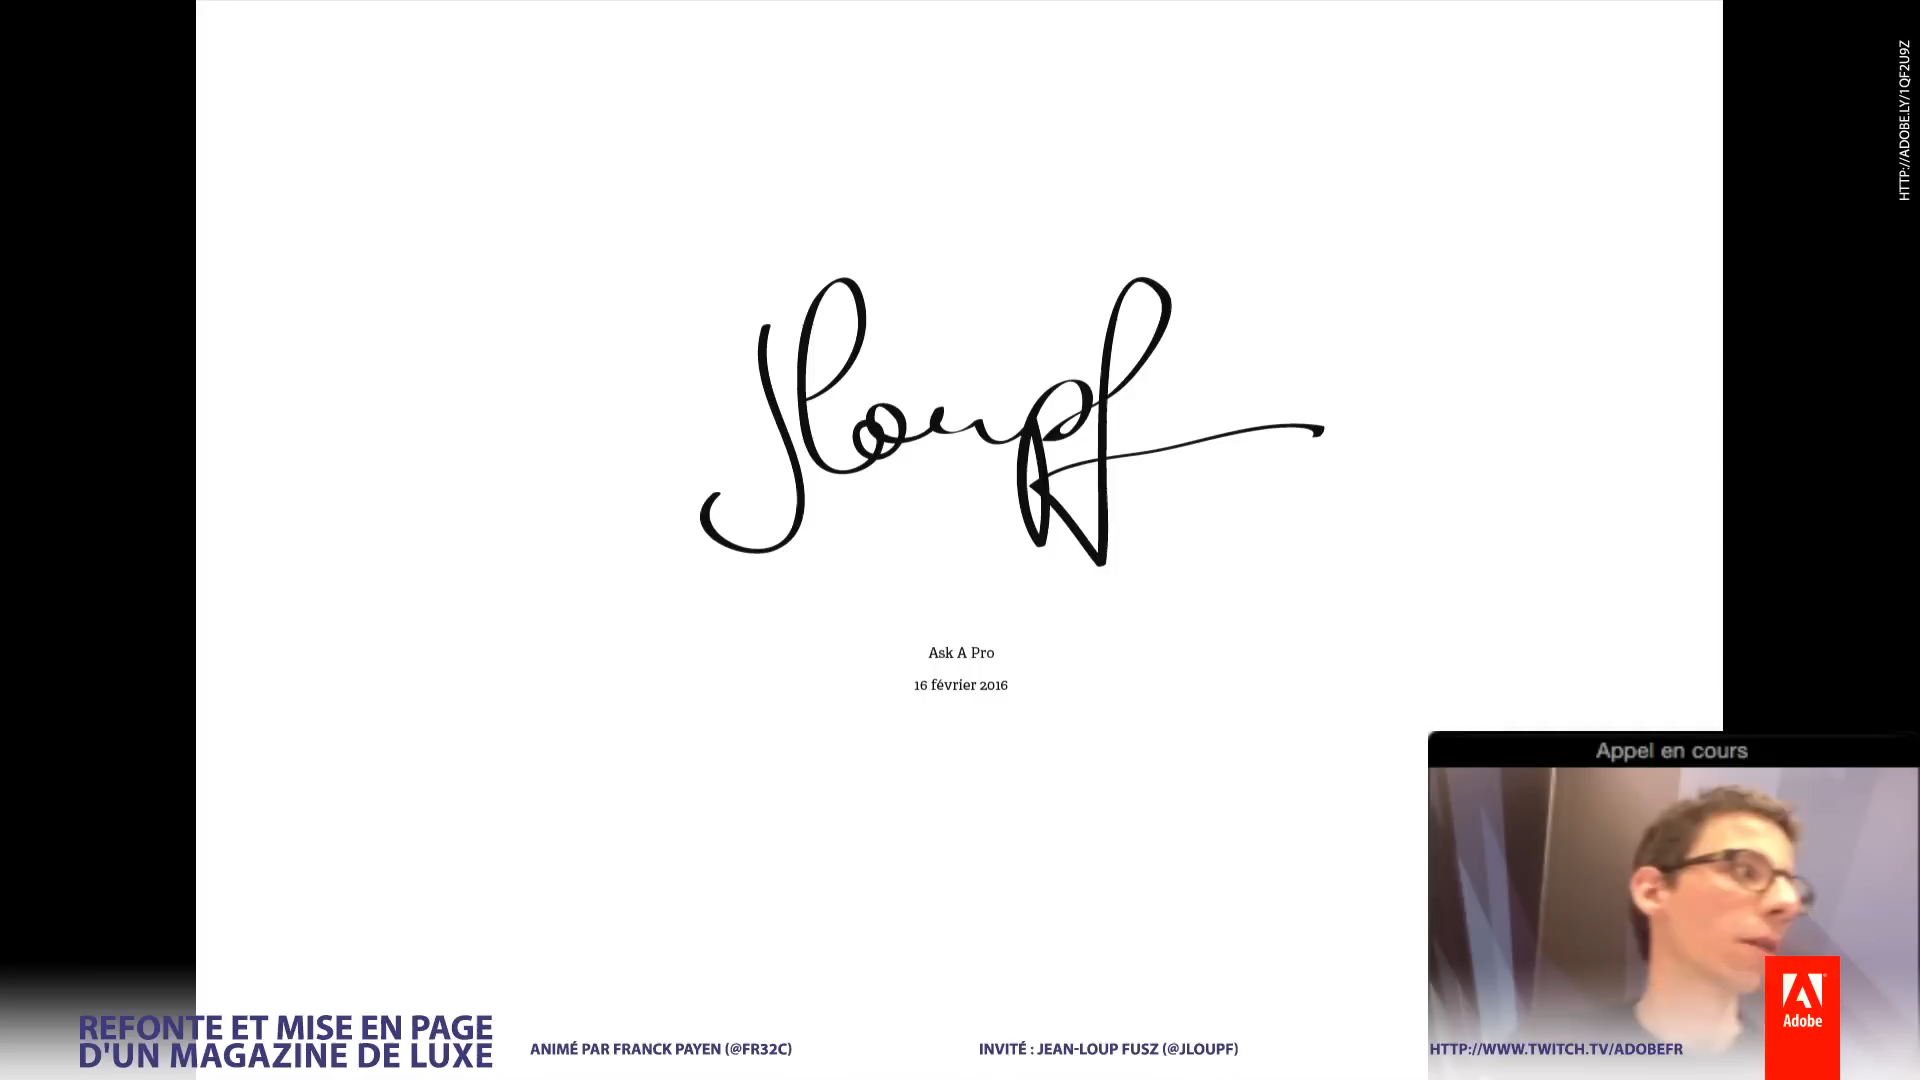 HTTP://ADOBE.LY/1QF2U9Z
Jloupf
Ask A Pro
16 février 2016
Appel en cours
Adobe
REFONTE ET MISE EN PAGE
D'UN MAGAZINE DE LUXE
ANIMÉ PAR FRANCK PAYEN (@FR32C)
INVITÉ : JEAN-LOUP FUSZ (@JLOUPF)
HTTP://WWW.TWITCH.TV/ADOBEFR